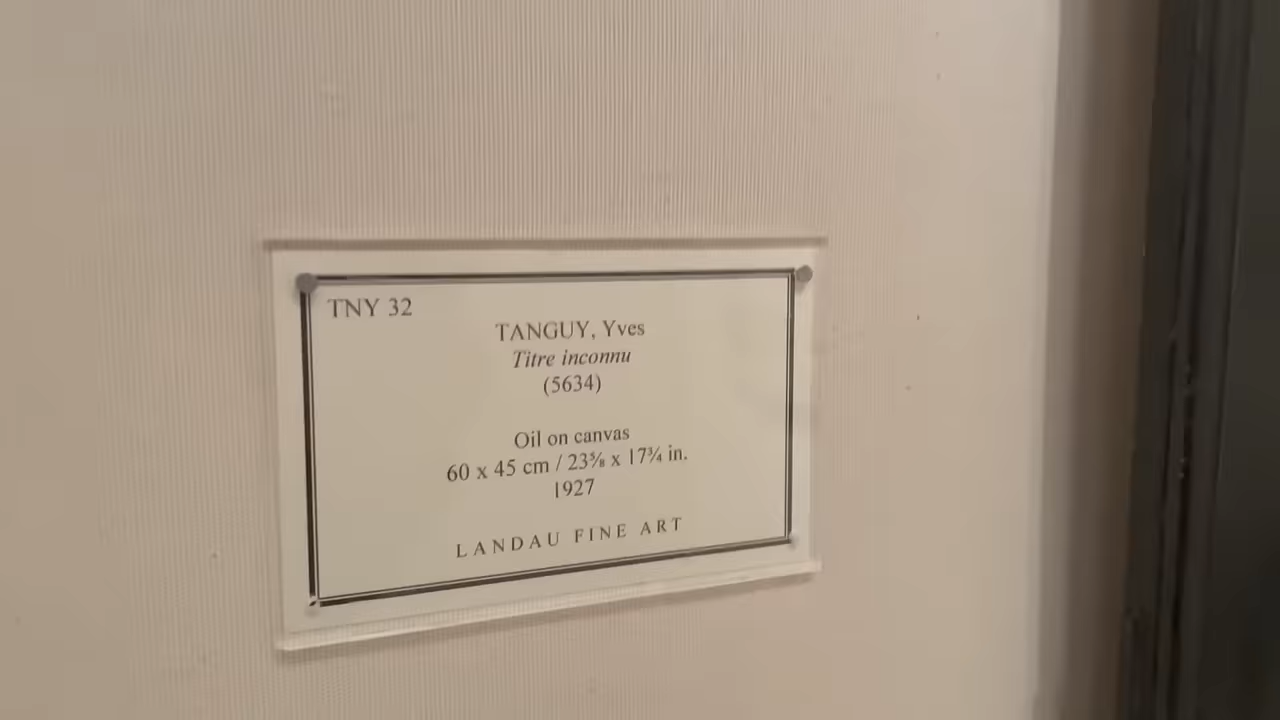 TNY 32
TANGUY, Yves
Titre inconnu
(5634)
Oil on canvas
60 x 45 cm / 23⅝ x 17¾ in.
1927
LANDAU FINE ART